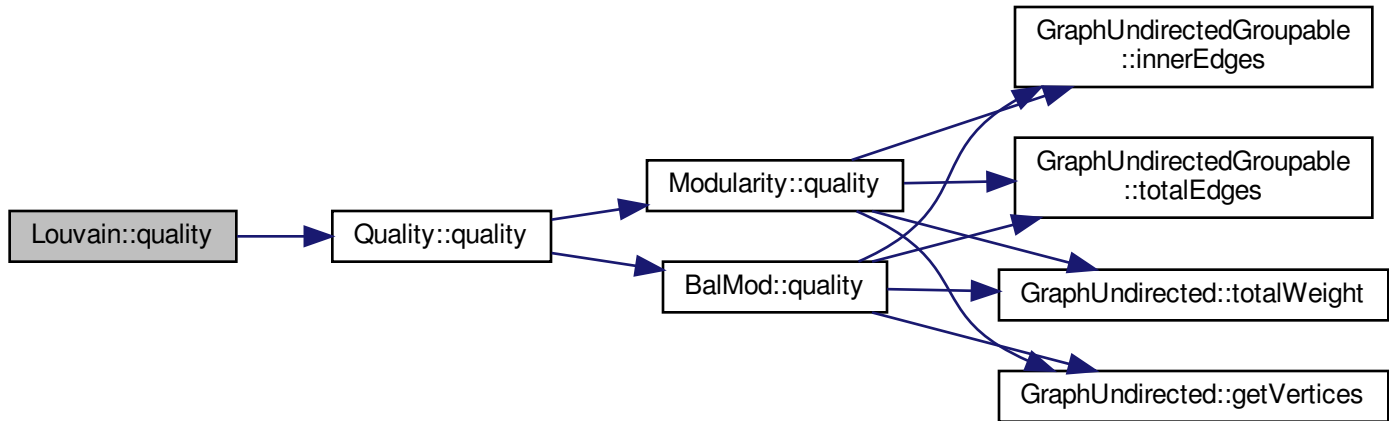 Louvain::quality
Quality::quality
Modularity::quality
BalMod::quality
GraphUndirectedGroupable
::innerEdges
GraphUndirectedGroupable
::totalEdges
GraphUndirected::totalWeight
GraphUndirected::getVertices